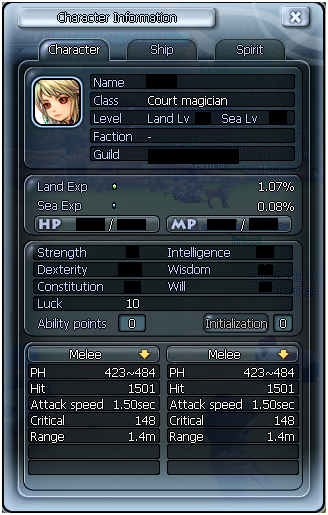 Character Information
Character Ship Spirit
Name
Class Court magician
Level Land Lv Sea Lv
Faction -
Guild
Land Exp 1.07%
Sea Exp 0.08%
HP / MP /
Strength Intelligence
Dexterity Wisdom
Constitution Will
Luck 10
Ability points 0 Initialization 0
Melee Melee
PH 423~484 PH 423~484
Hit 1501 Hit 1501
Attack speed 1.50sec Attack speed 1.50sec
Critical 148 Critical 148
Range 1.4m Range 1.4m